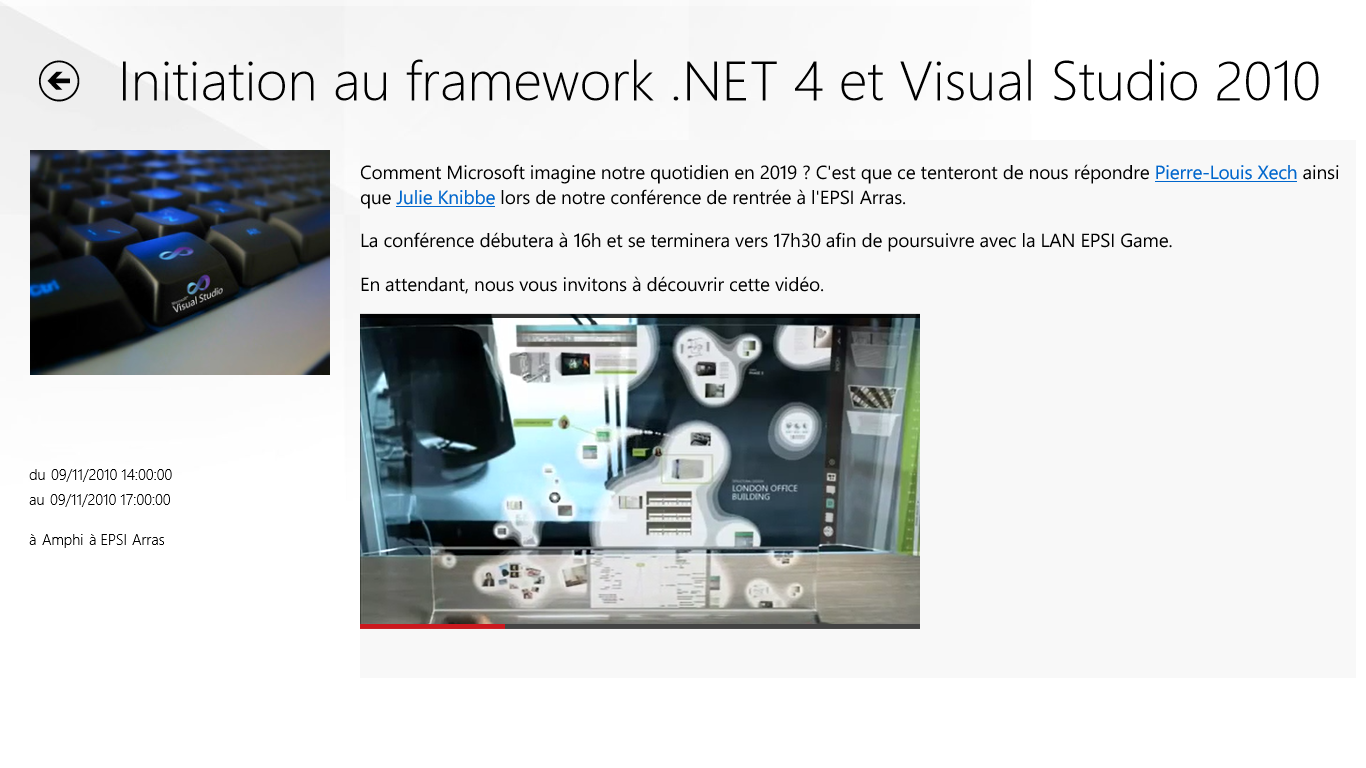 Initiation au framework .NET 4 et Visual Studio 2010
Comment Microsoft imagine notre quotidien en 2019 ? C'est que ce tenteront de nous répondre Pierre-Louis Xech ainsi
que Julie Knibbe lors de notre conférence de rentrée à l'EPSI Arras.
La conférence débutera à 16h et se terminera vers 17h30 afin de poursuivre avec la LAN EPSI Game.
En attendant, nous vous invitons à découvrir cette vidéo.
Ctrl
Visual Studio
LONDON OFFICE
BUILDING
du 09/11/2010 14:00:00
au 09/11/2010 17:00:00
à Amphi à EPSI Arras